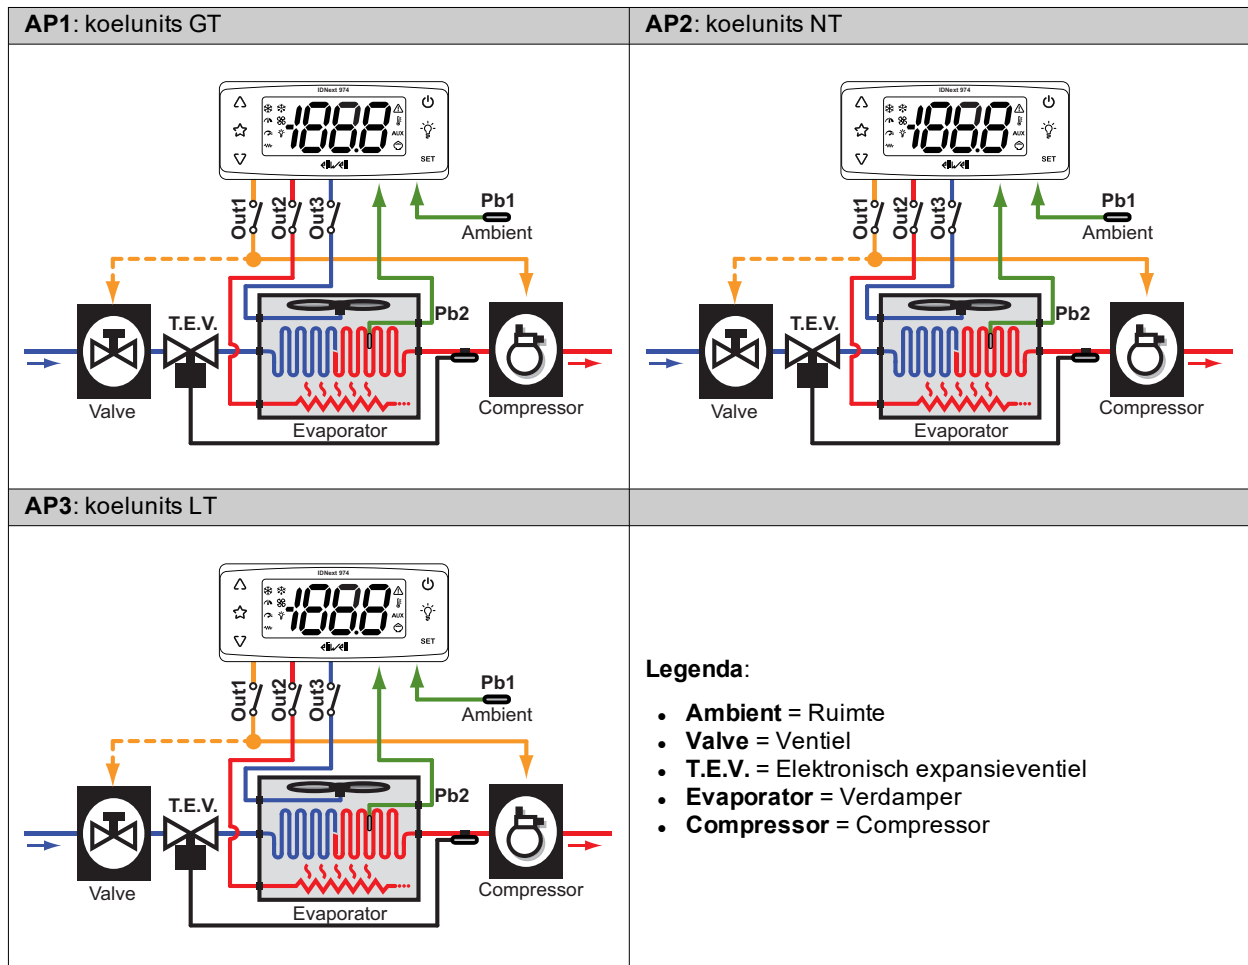 AP1: koelunits GT
AP2: koelunits NT
IDNext 974
188.8
AUX
SET
eliwell
Out1
Out2
Out3
Pb1
Ambient
T.E.V.
Pb2
Valve
Evaporator
Compressor
IDNext 974
188.8
AUX
SET
eliwell
Out1
Out2
Out3
Pb1
Ambient
T.E.V.
Pb2
Valve
Evaporator
Compressor
AP3: koelunits LT
IDNext 974
188.8
AUX
SET
eliwell
Out1
Out2
Out3
Pb1
Ambient
T.E.V.
Pb2
Valve
Evaporator
Compressor
Legenda:
• Ambient = Ruimte
• Valve = Ventiel
• T.E.V. = Elektronisch expansieventiel
• Evaporator = Verdamper
• Compressor = Compressor